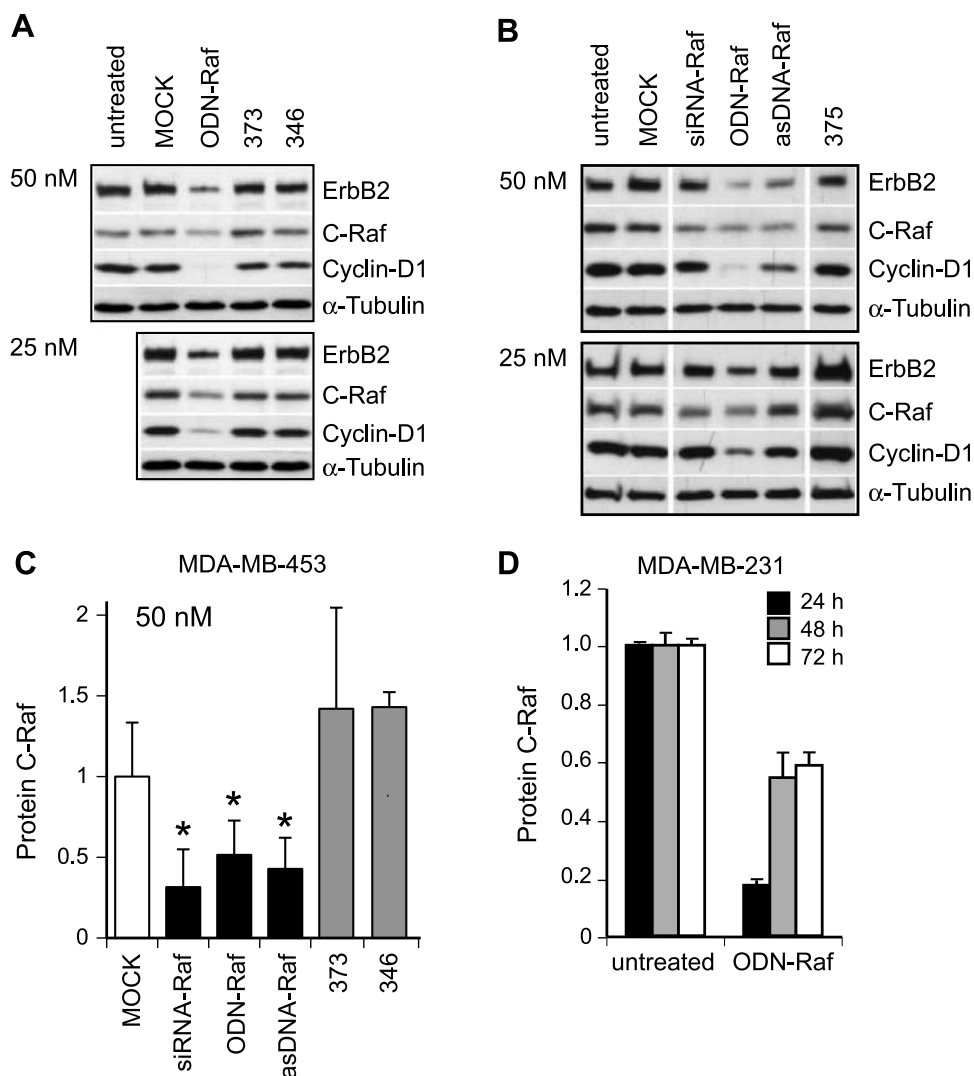 A
untreated
MOCK
ODN-Raf
373
346
50 nM
ErbB2
C-Raf
Cyclin-D1
α-Tubulin
25 nM
ErbB2
C-Raf
Cyclin-D1
α-Tubulin
B
untreated
MOCK
siRNA-Raf
ODN-Raf
asDNA-Raf
375
50 nM
ErbB2
C-Raf
Cyclin-D1
α-Tubulin
25 nM
ErbB2
C-Raf
Cyclin-D1
α-Tubulin
C
MDA-MB-453
50 nM
Protein C-Raf
2
1.5
1
0.5
0
*
*
*
MOCK
siRNA-Raf
ODN-Raf
asDNA-Raf
373
346
D
MDA-MB-231
24 h
48 h
72 h
Protein C-Raf
1.2
1.0
0.8
0.6
0.4
0.2
0
untreated
ODN-Raf